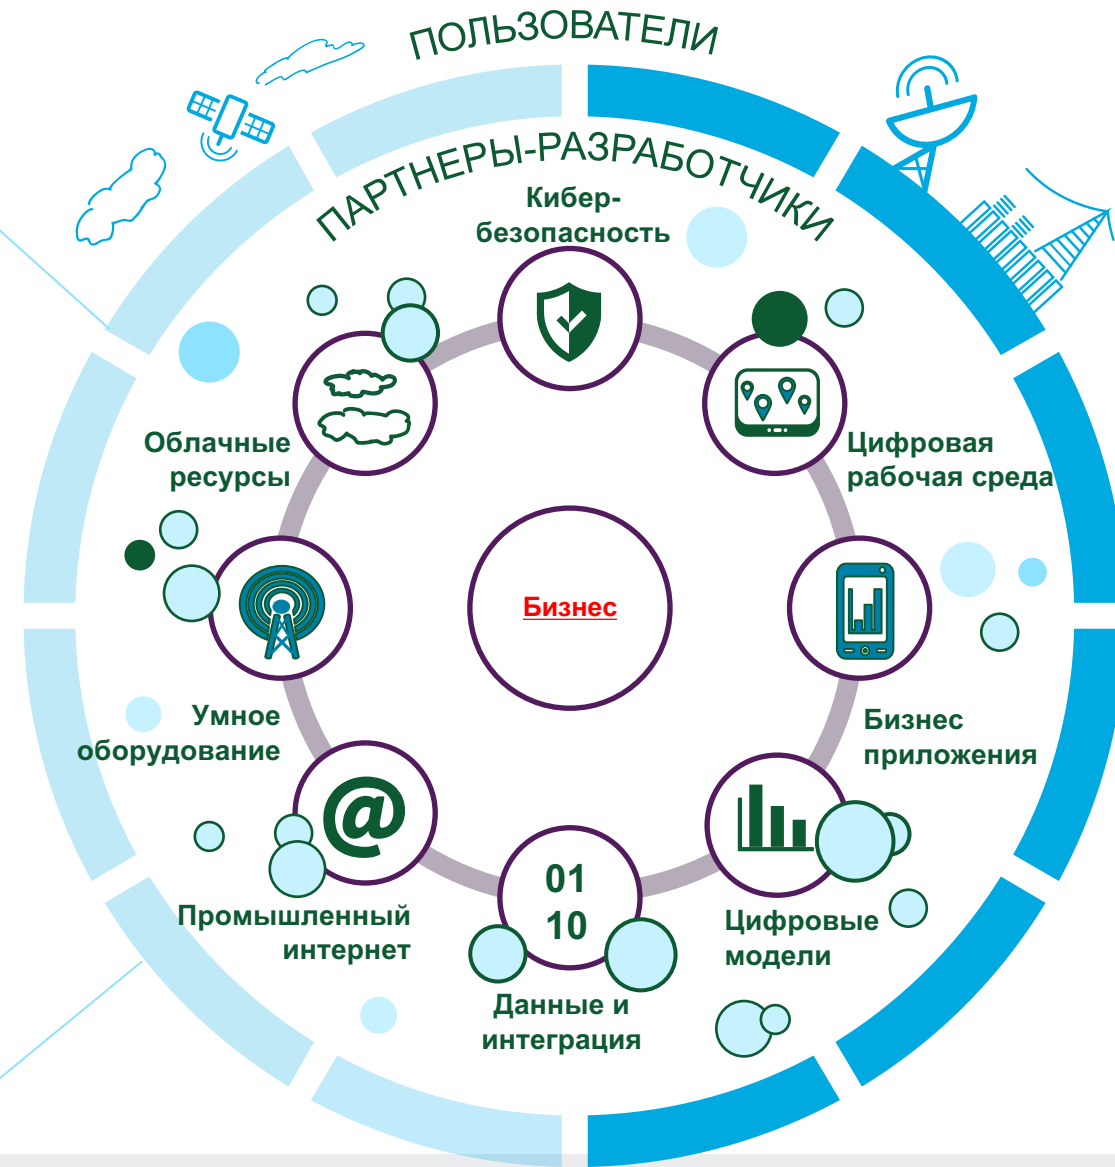 ПОЛЬЗОВАТЕЛИ
ПАРТНЕРЫ-РАЗРАБОТЧИКИ
Кибер-
безопасность
Облачные
ресурсы
Цифровая
рабочая среда
Бизнес
Умное
оборудование
Бизнес
приложения
@
01
10
Промышленный
интернет
Цифровые
модели
Данные и
интеграция